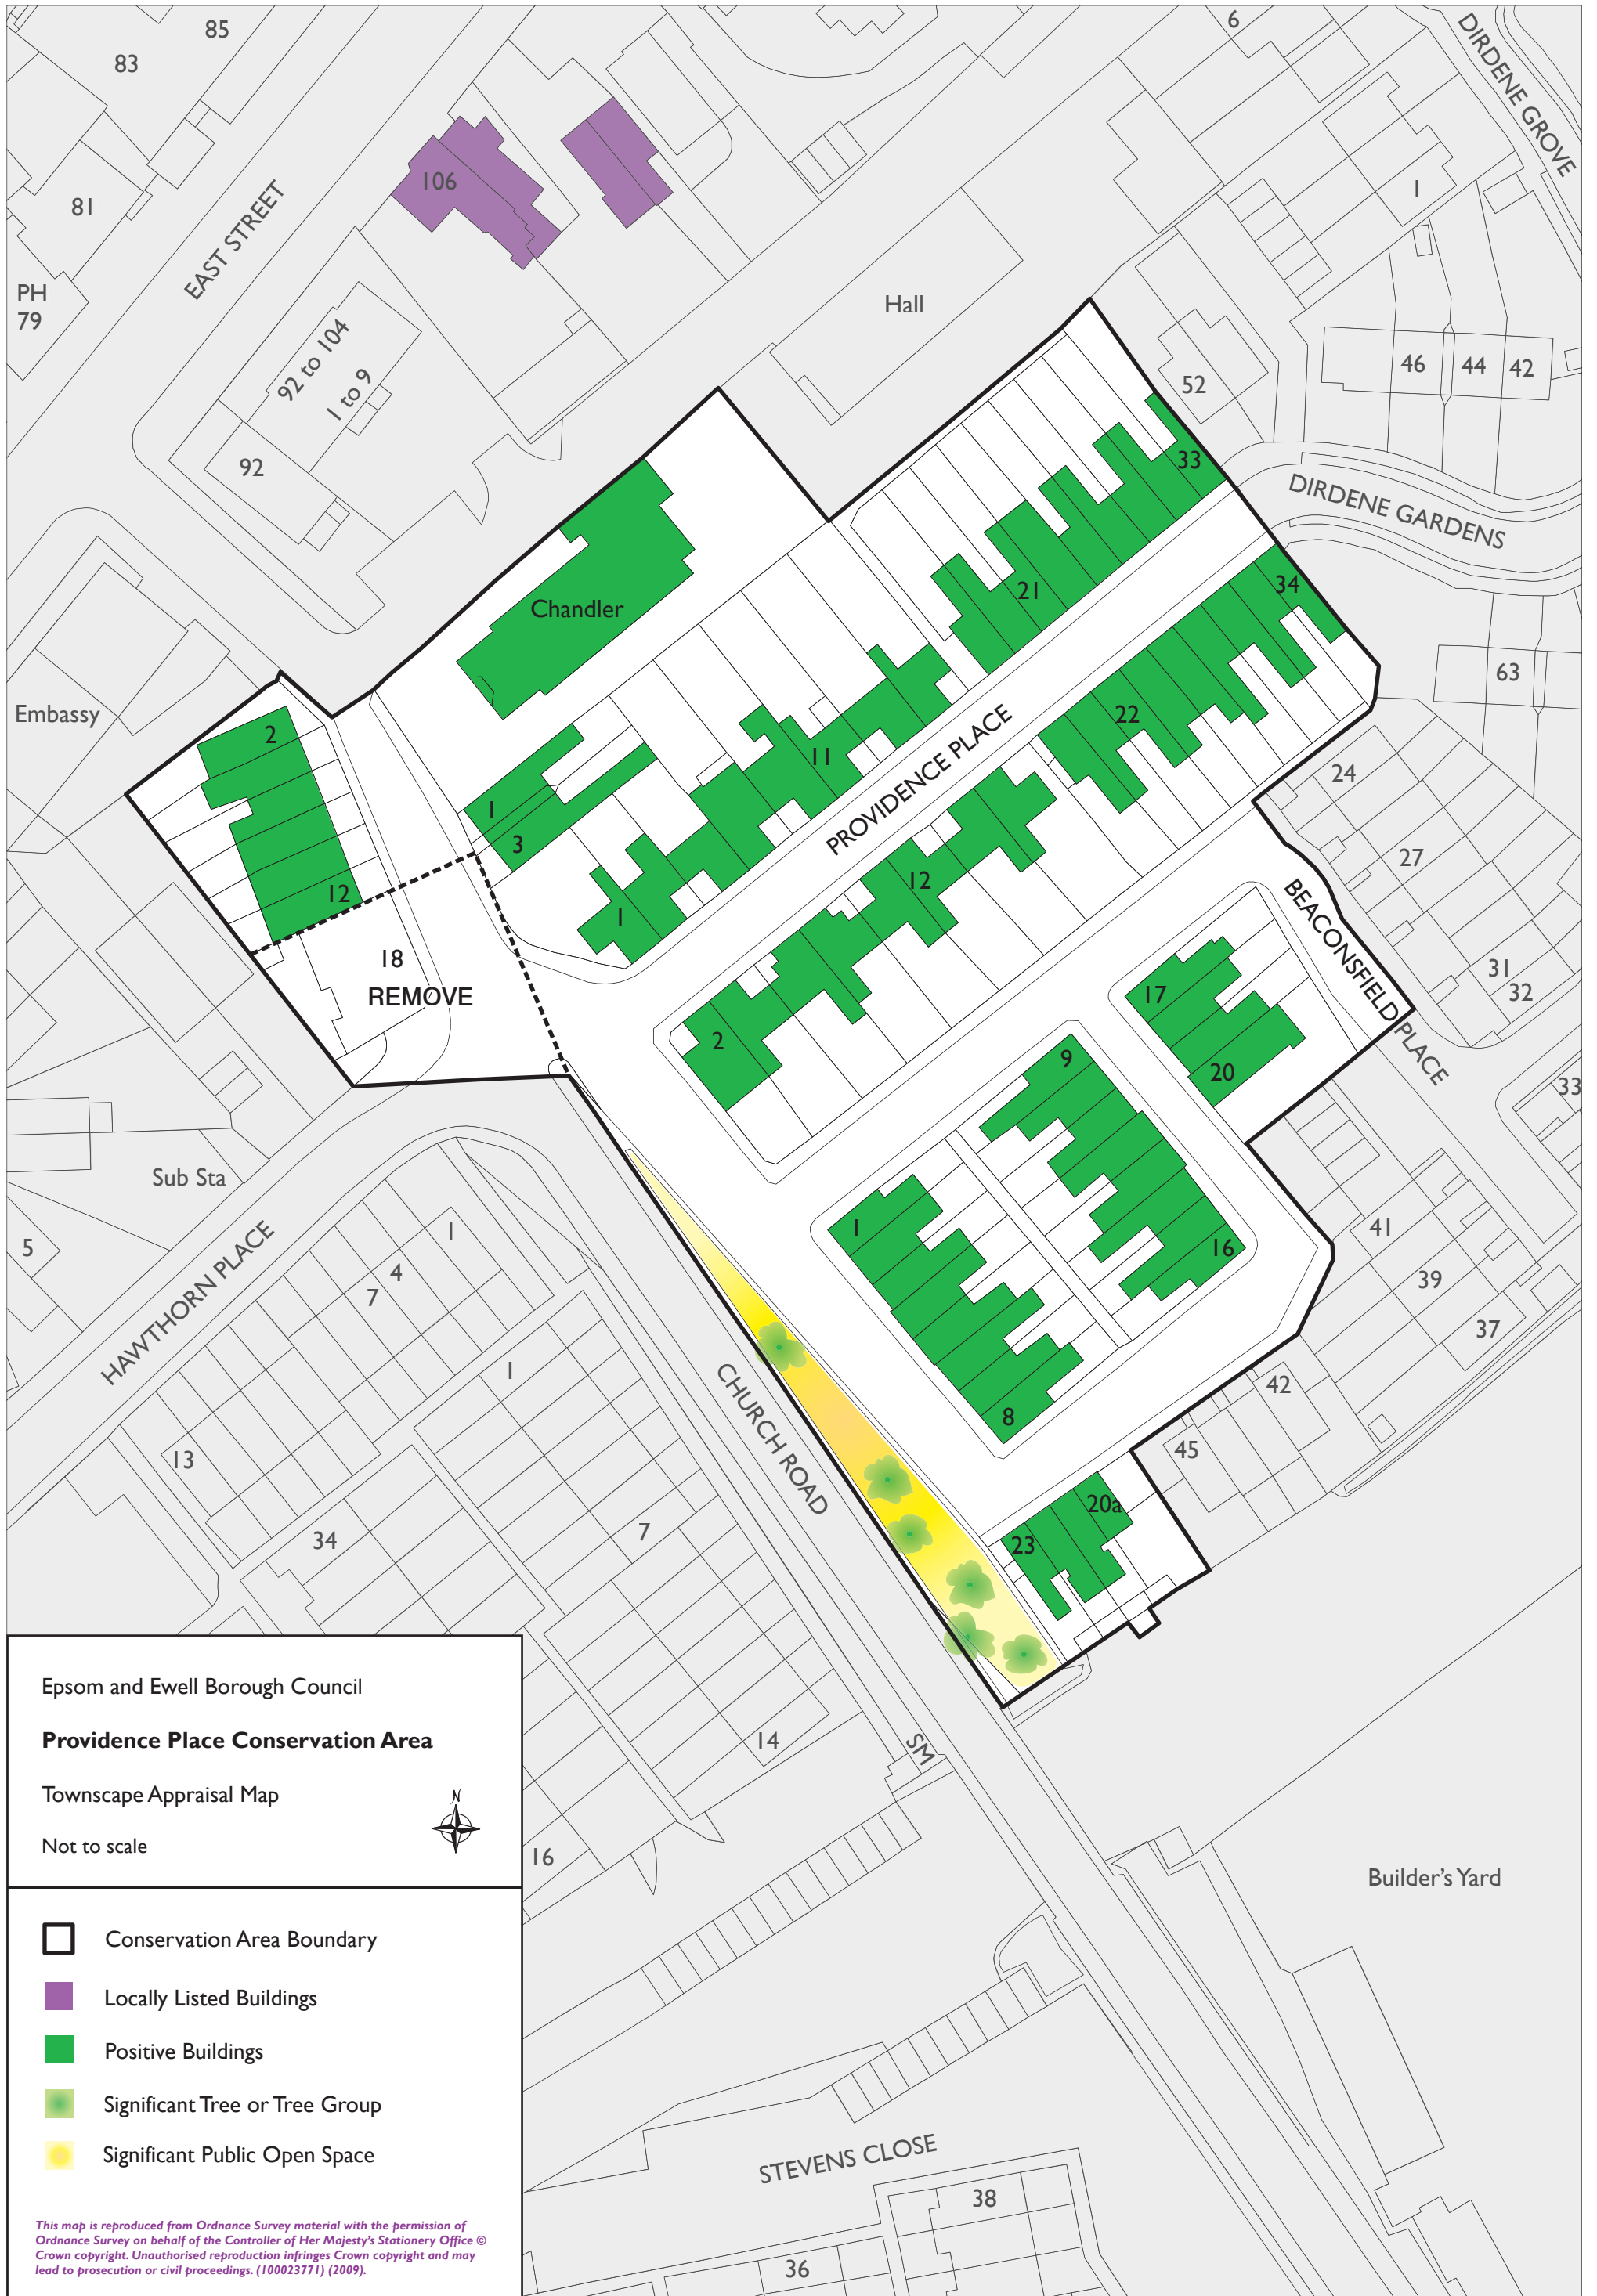 85
83
6
DIRDENE GROVE
106
81
1
EAST STREET
PH
79
Hall
92 to 104
1 to 9
46
44
42
52
92
33
DIRDENE GARDENS
34
21
Chandler
63
Embassy
2
22
11
PROVIDENCE PLACE
24
1
3
12
27
12
1
BEACONSFIELD PLACE
18
REMOVE
31
32
17
2
9
20
33
Sub Sta
1
41
16
5
1
4
7
HAWTHORN PLACE
39
37
1
42
CHURCH ROAD
8
13
45
20a
23
34
7
14
SM
16
Builder's Yard
STEVENS CLOSE
38
36
Epsom and Ewell Borough Council
Providence Place Conservation Area
Townscape Appraisal Map
N
Not to scale
Conservation Area Boundary
Locally Listed Buildings
Positive Buildings
Significant Tree or Tree Group
Significant Public Open Space
This map is reproduced from Ordnance Survey material with the permission of
Ordnance Survey on behalf of the Controller of Her Majesty's Stationery Office ©
Crown copyright. Unauthorised reproduction infringes Crown copyright and may
lead to prosecution or civil proceedings. (100023771) (2009).